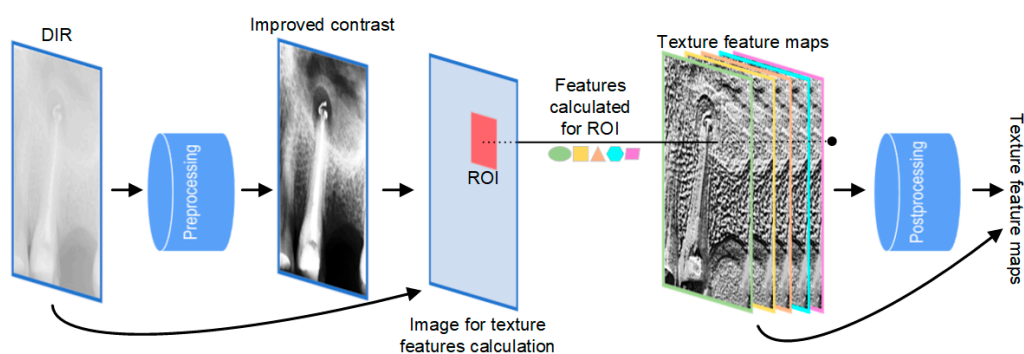 DIR
Preprocessing
Improved contrast
ROI
Image for texture
features calculation
Features
calculated
for ROI
Texture feature maps
Postprocessing
Texture
feature maps